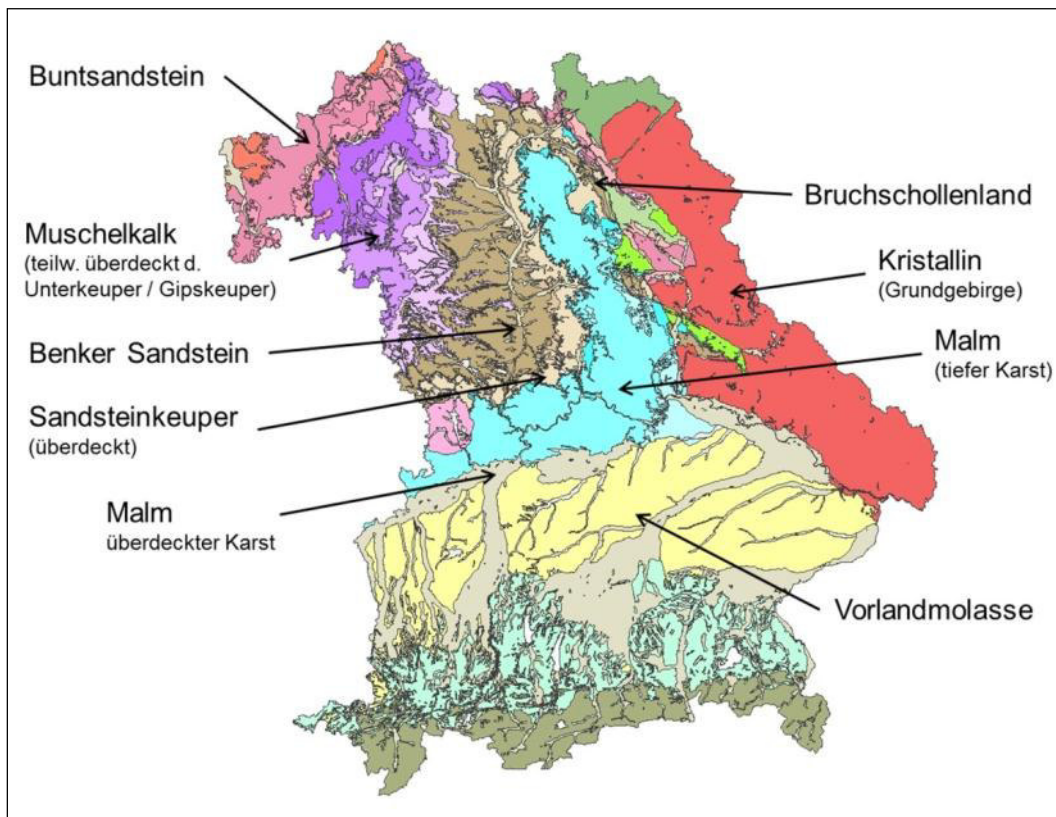 Buntsandstein
Muschelkalk
(teilw. überdeckt d.
Unterkeuper / Gipskeuper)
Benker Sandstein
Sandsteinkeuper
(überdeckt)
Malm
überdeckter Karst
Bruchschollenland
Kristallin
(Grundgebirge)
Malm
(tiefer Karst)
Vorlandmolasse